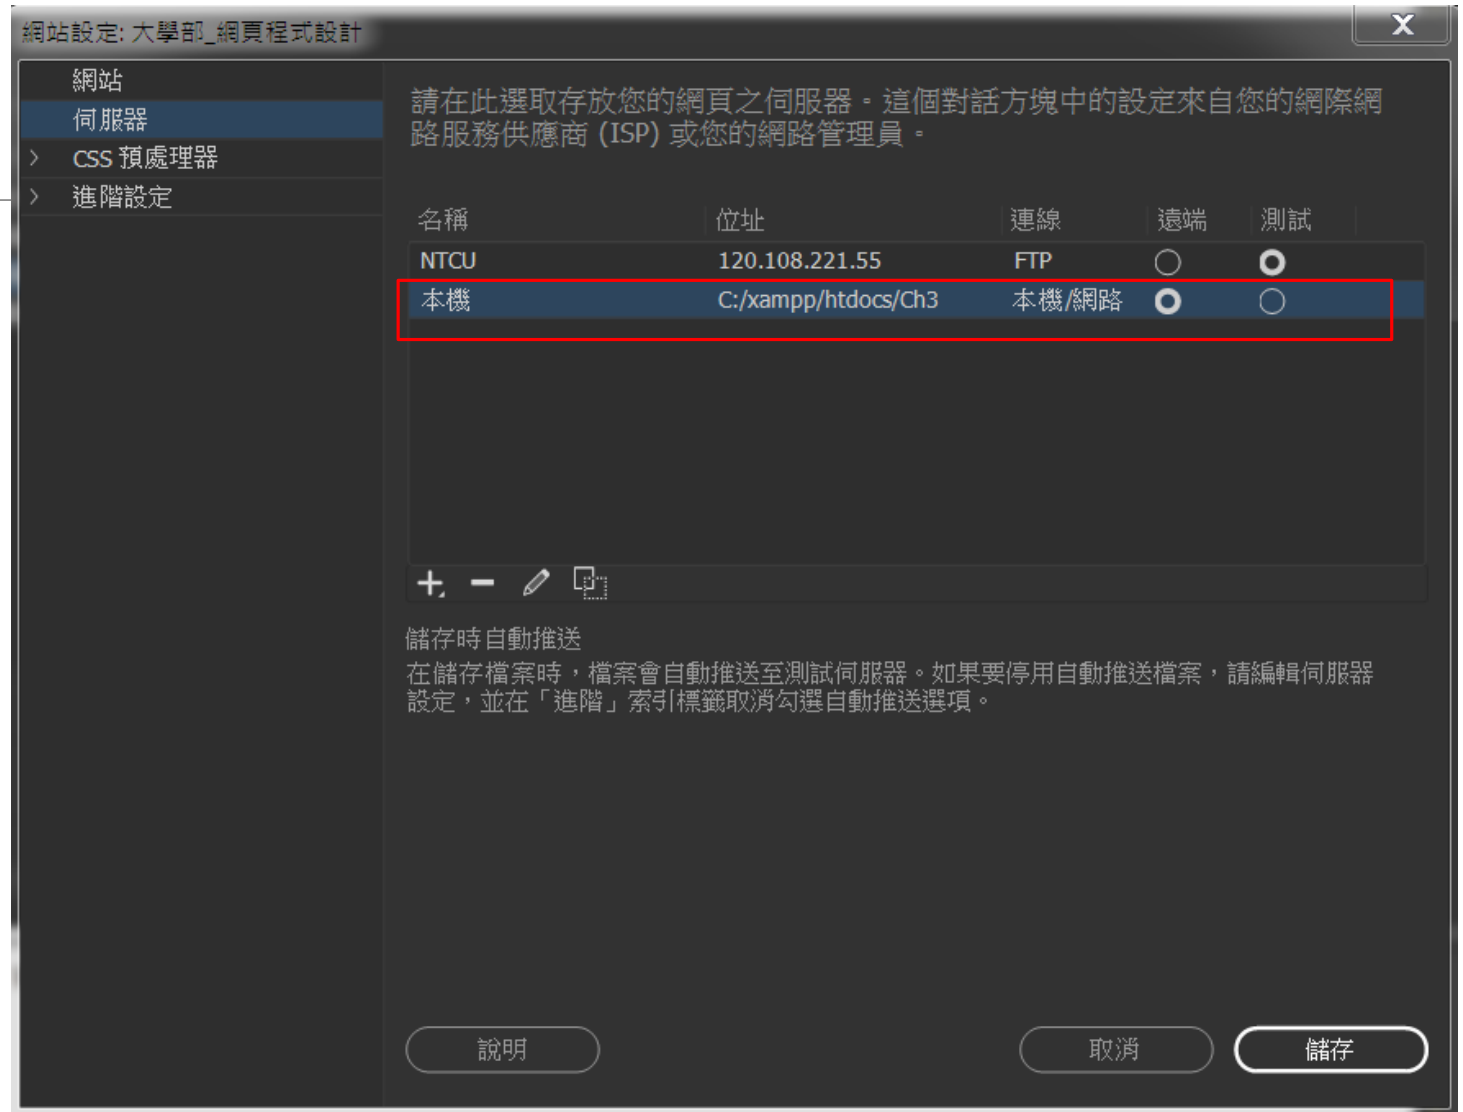 網站設定: 大學部_網頁程式設計
X
網站
伺服器
CSS 預處理器
進階設定
請在此選取存放您的網頁之伺服器。這個對話方塊中的設定來自您的網際網
路服務供應商 (ISP) 或您的網路管理員。
名稱 位址 連線 遠端 測試
NTCU 120.108.221.55 FTP
本機 C:/xampp/htdocs/Ch3 本機/網路
儲存時自動推送
在儲存檔案時，檔案會自動推送至測試伺服器。如果要停用自動推送檔案，請編輯伺服器
設定，並在「進階」索引標籤取消勾選自動推送選項。
說明 取消 儲存